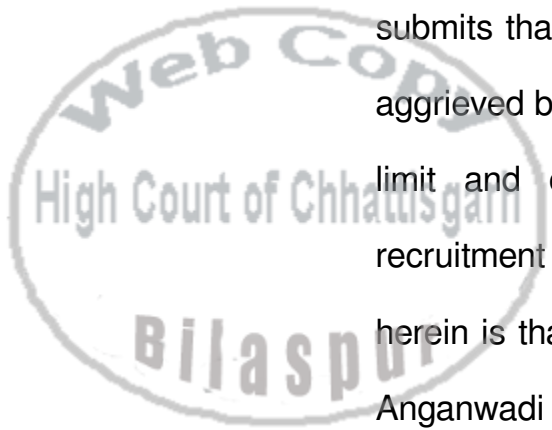 submits tha
aggrieved b
limit and
recruitment
herein is tha
Anganwadi
Web Copy
High Court of Chhattisgarh
Bilaspur